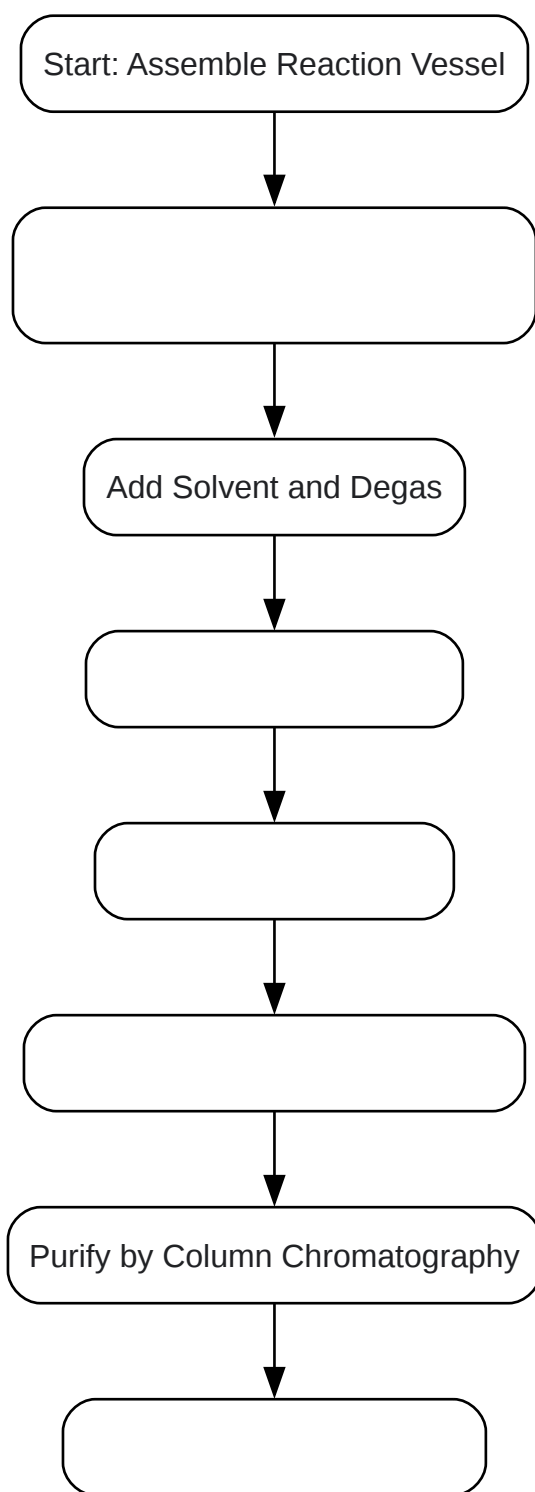 Start: Assemble Reaction Vessel
Add Solvent and Degas
Purify by Column Chromatography